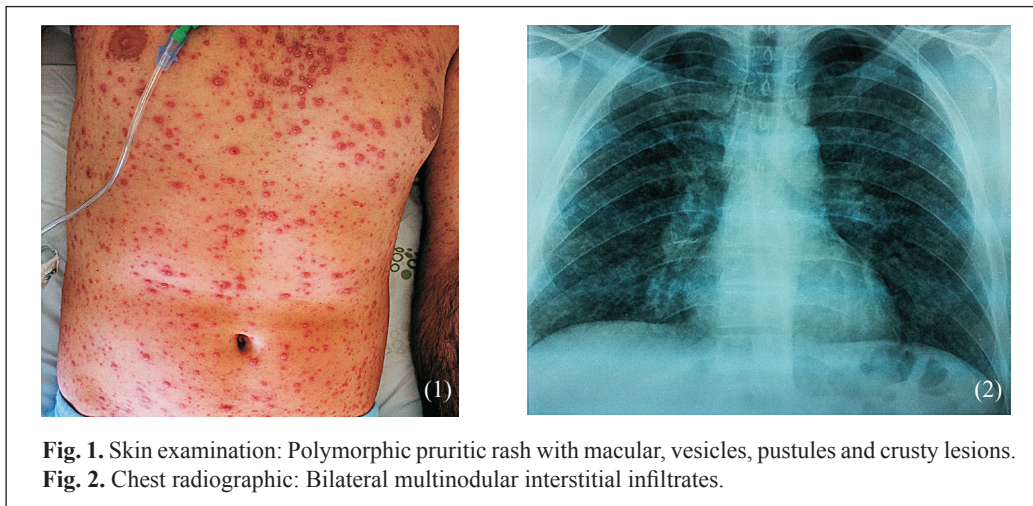 (1)
(2)
Fig. 1. Skin examination: Polymorphic pruritic rash with macular, vesicles, pustules and crusty lesions.
Fig. 2. Chest radiographic: Bilateral multinodular interstitial infiltrates.